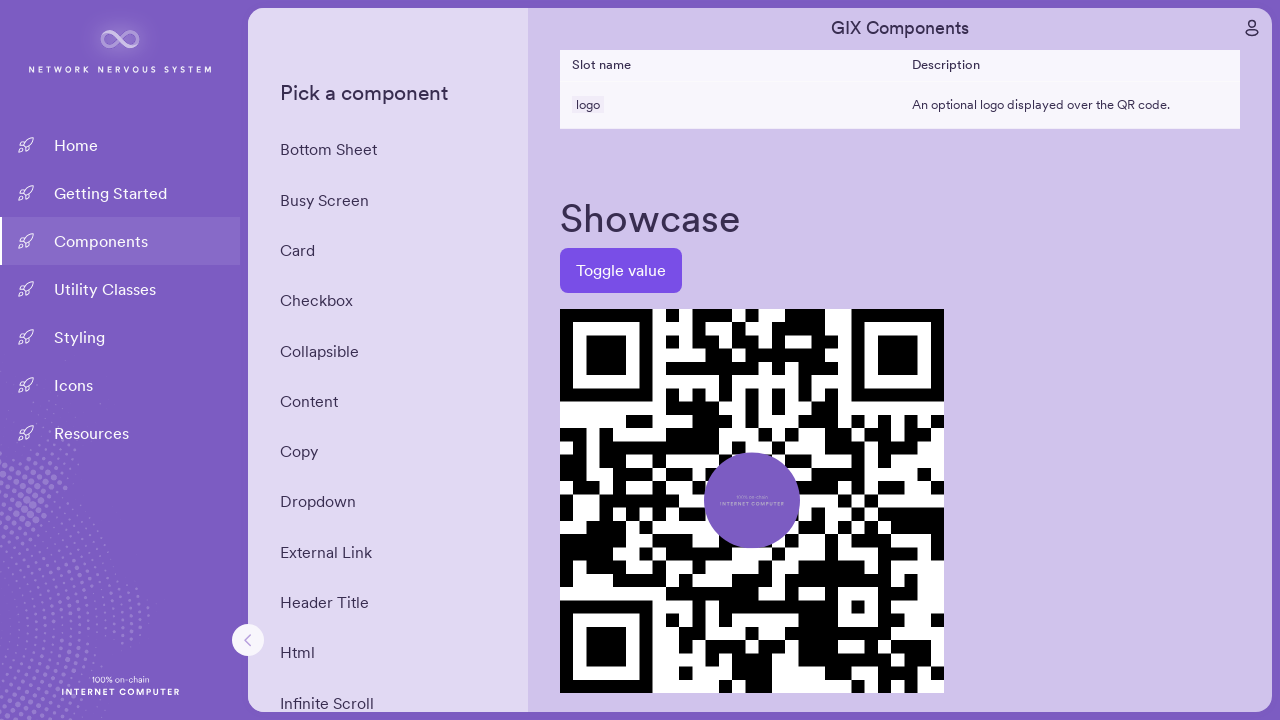 NETWORK NERVOUS SYSTEM
Home
Getting Started
Components
Utility Classes
Styling
Icons
Resources
100% on-chain
INTERNET COMPUTER
Pick a component
Bottom Sheet
Busy Screen
Card
Checkbox
Collapsible
Content
Copy
Dropdown
External Link
Header Title
Html
Infinite Scroll
GIX Components
Slot name Description
logo An optional logo displayed over the QR code.
Showcase
Toggle value
100% on-chain
INTERNET COMPUTER